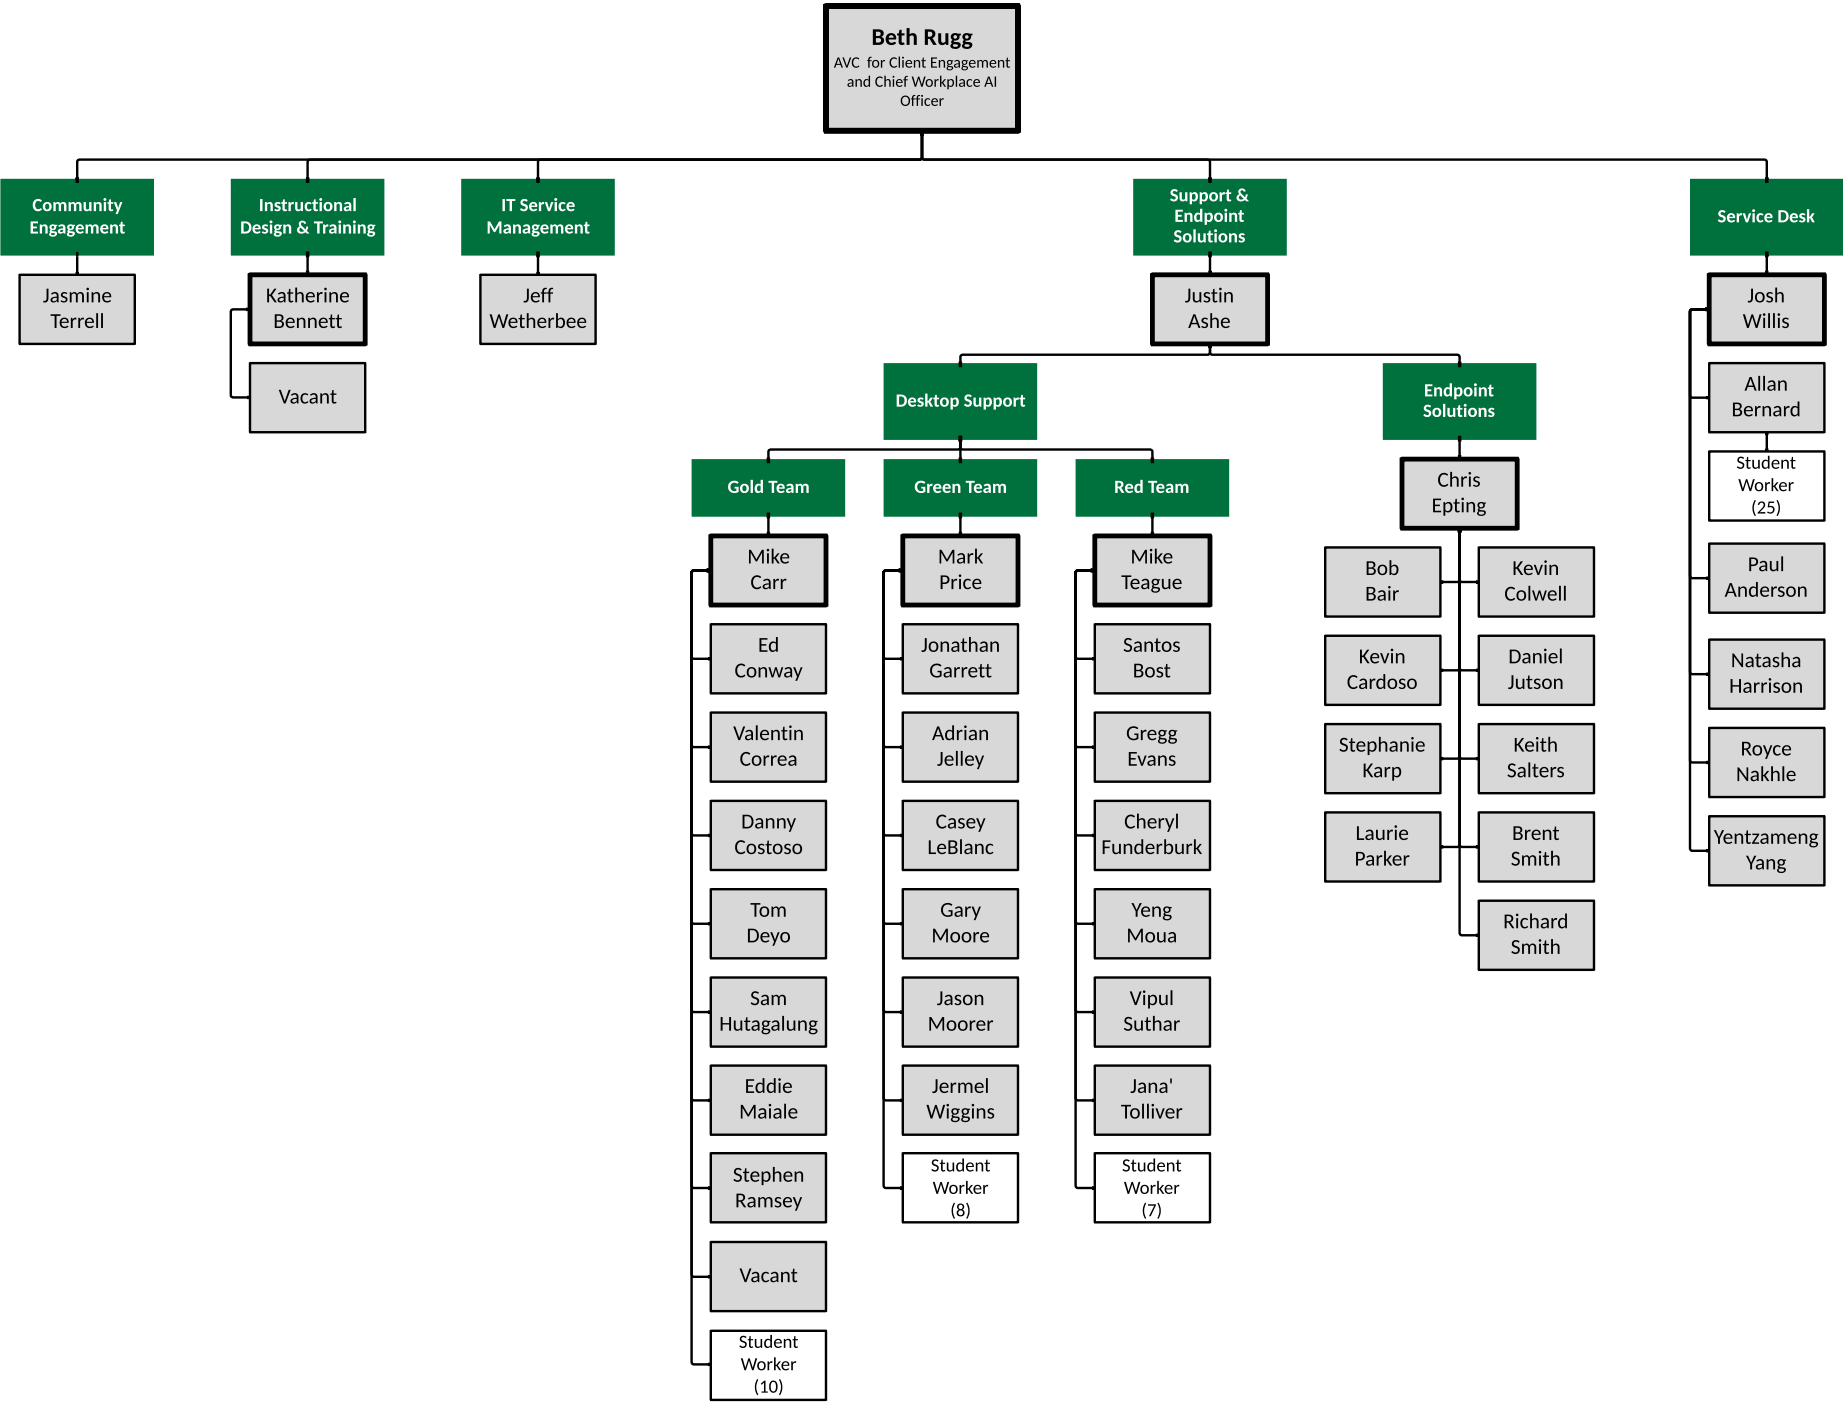 Beth Rugg
AVC for Client Engagement
and Chief Workplace AI
Officer
Community
Engagement
Jasmine
Terrell
Instructional
Design & Training
Katherine
Bennett
Vacant
IT Service
Management
Jeff
Wetherbee
Support &
Endpoint
Solutions
Justin
Ashe
Desktop Support
Gold Team
Mike
Carr
Ed
Conway
Valentin
Correa
Danny
Costoso
Tom
Deyo
Sam
Hutagalung
Eddie
Maiale
Stephen
Ramsey
Vacant
Student
Worker
(10)
Green Team
Mark
Price
Jonathan
Garrett
Adrian
Jelley
Casey
LeBlanc
Gary
Moore
Jason
Moorer
Jermel
Wiggins
Student
Worker
(8)
Red Team
Mike
Teague
Santos
Bost
Gregg
Evans
Cheryl
Funderburk
Yeng
Moua
Vipul
Suthar
Jana'
Tolliver
Student
Worker
(7)
Endpoint
Solutions
Chris
Epting
Bob
Bair
Kevin
Colwell
Kevin
Cardoso
Daniel
Jutson
Stephanie
Karp
Keith
Salters
Laurie
Parker
Brent
Smith
Richard
Smith
Service Desk
Josh
Willis
Allan
Bernard
Student
Worker
(25)
Paul
Anderson
Natasha
Harrison
Royce
Nakhle
Yentzameng
Yang